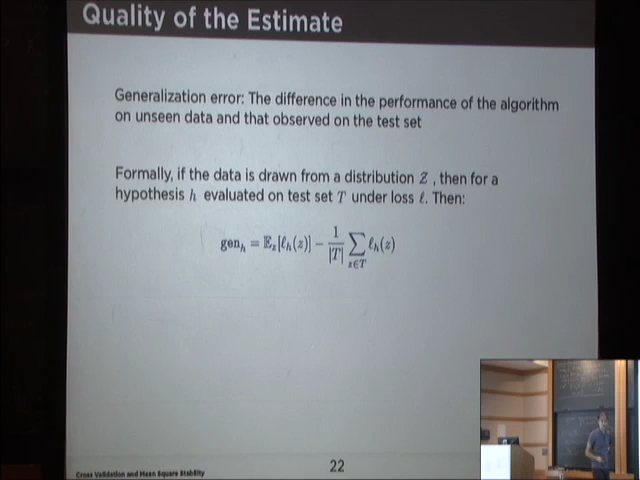 Quality of the Estimate
Generalization error: The difference in the performance of the algorithm
on unseen data and that observed on the test set
Formally, if the data is drawn from a distribution Z , then for a
hypothesis h evaluated on test set T under loss ℓ. Then:
gen_h = 𝔼_z[ℓ_h(z)] − 1/|T| ∑_{z∈T} ℓ_h(z)
Cross Validation and Mean Square Stability
22